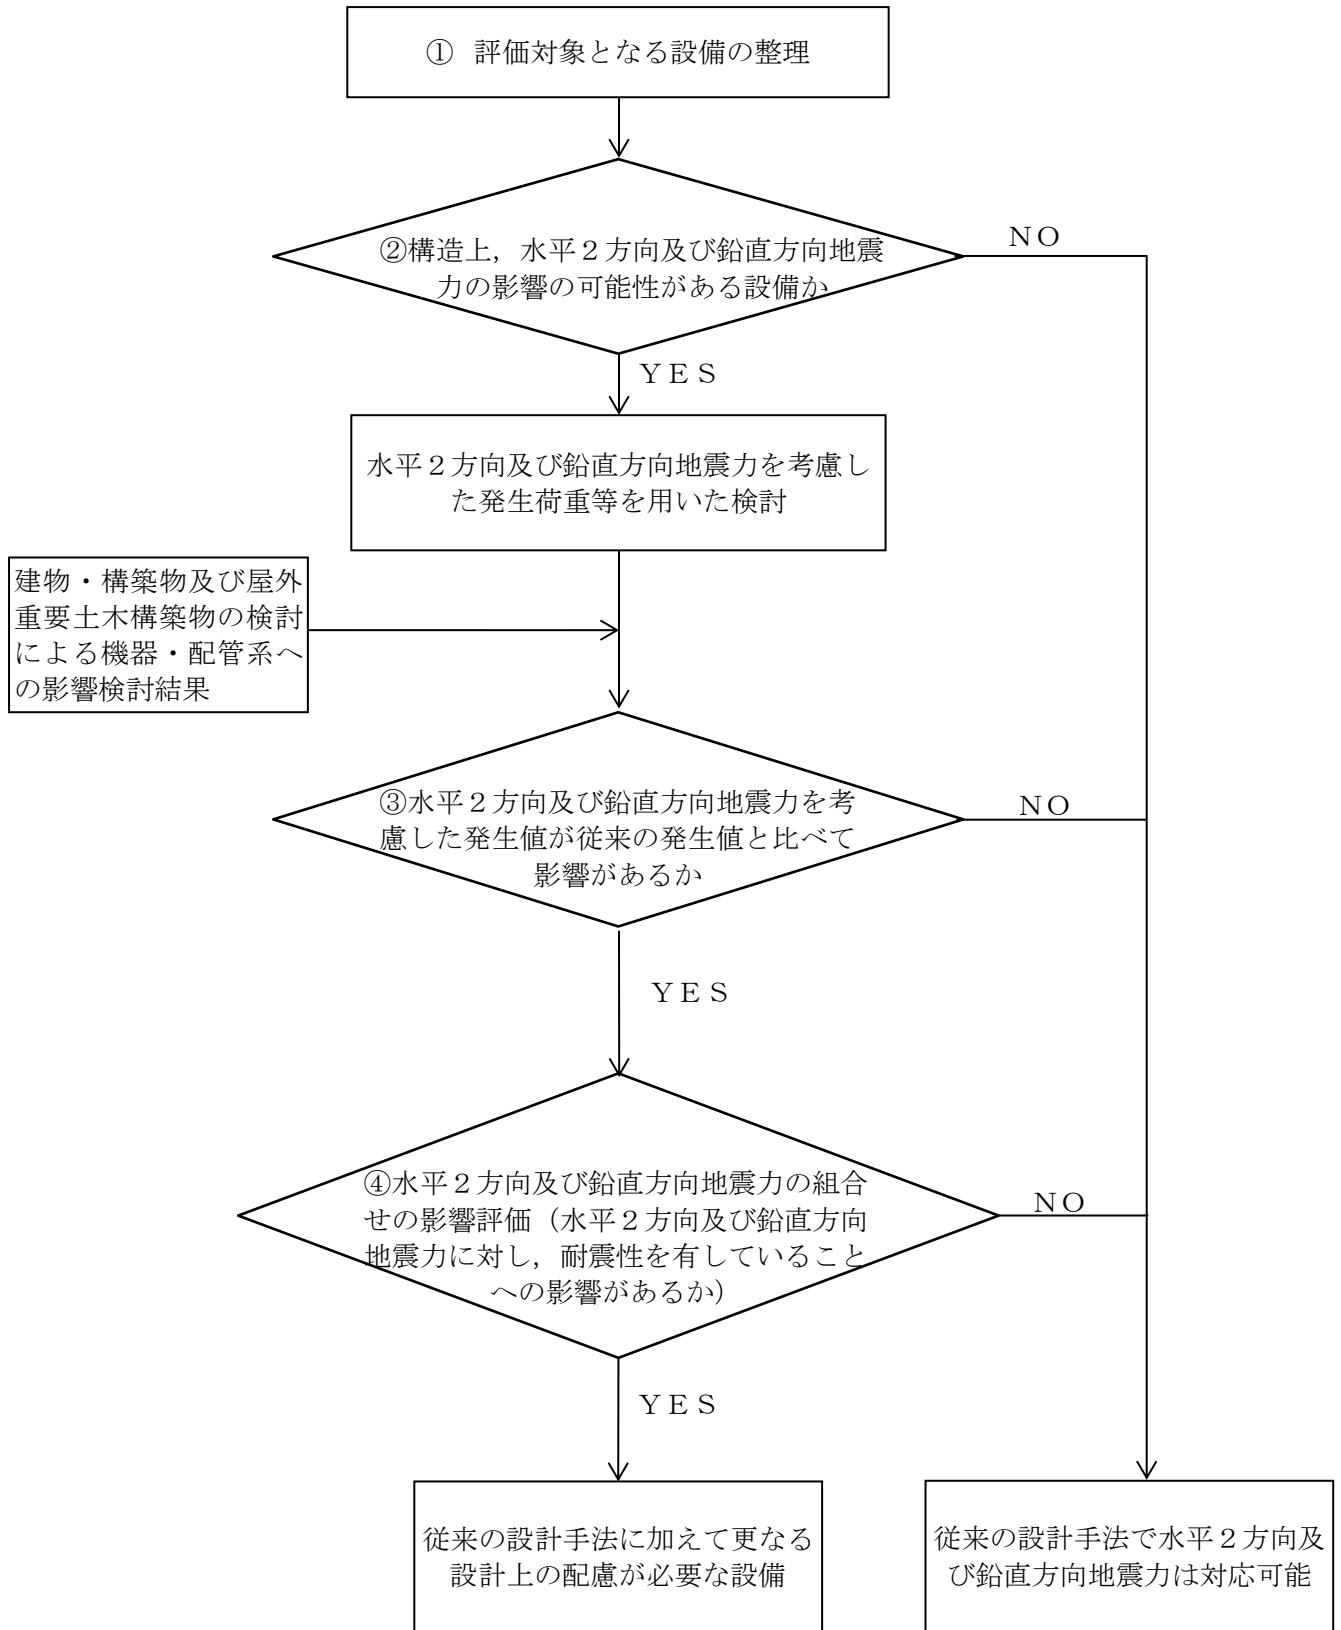 ① 評価対象となる設備の整理
②構造上，水平２方向及び鉛直方向地震
力の影響の可能性がある設備か
ＮＯ
ＹＥＳ
水平２方向及び鉛直方向地震力を考慮し
た発生荷重等を用いた検討
建物・構築物及び屋外
重要土木構築物の検討
による機器・配管系へ
の影響検討結果
③水平２方向及び鉛直方向地震力を考
慮した発生値が従来の発生値と比べて
影響があるか
ＮＯ
ＹＥＳ
④水平２方向及び鉛直方向地震力の組合
せの影響評価（水平２方向及び鉛直方向
地震力に対し，耐震性を有していること
への影響があるか）
ＮＯ
ＹＥＳ
従来の設計手法に加えて更なる
設計上の配慮が必要な設備
従来の設計手法で水平２方向及
び鉛直方向地震力は対応可能